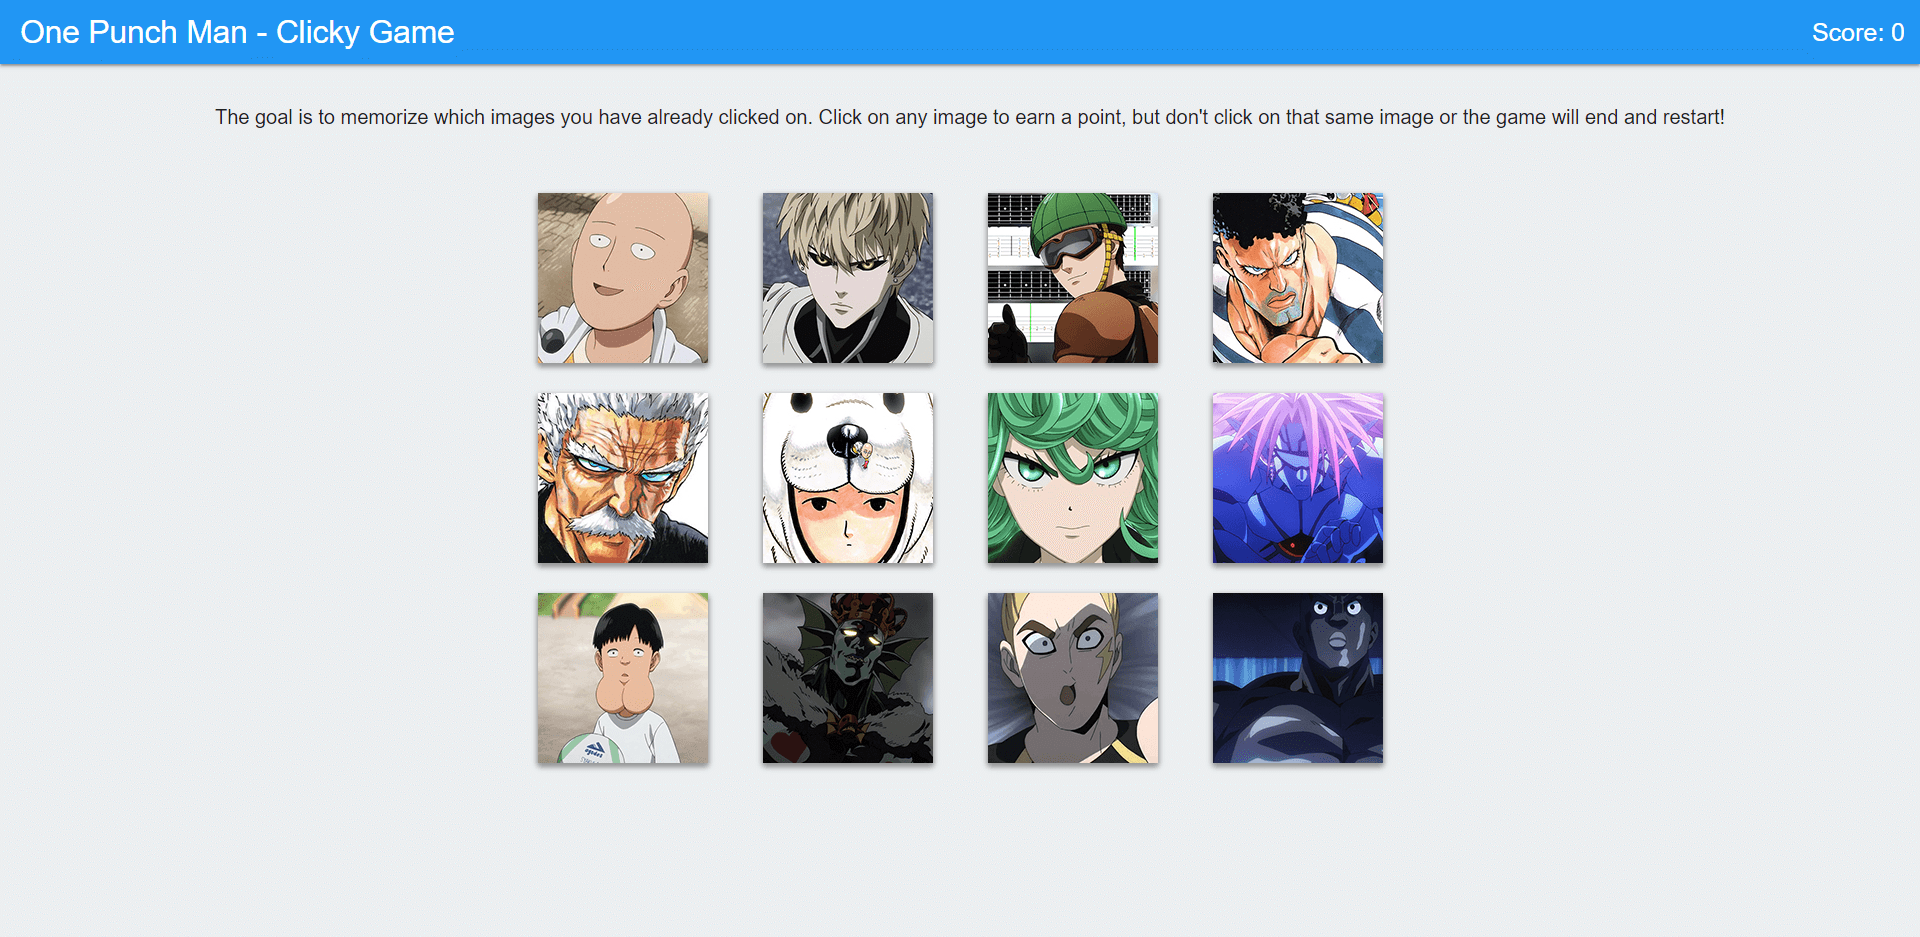 One Punch Man - Clicky Game
Score: 0
The goal is to memorize which images you have already clicked on. Click on any image to earn a point, but don't click on that same image or the game will end and restart!